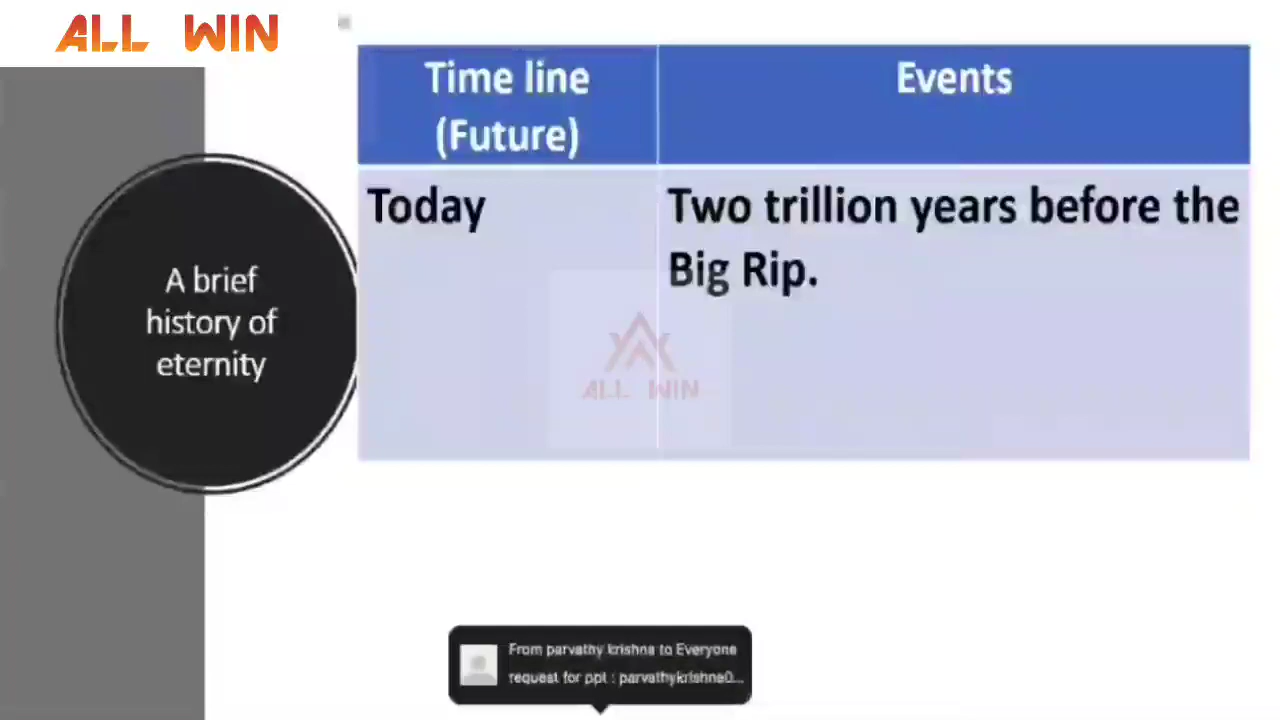 ALL WIN
Time line
(Future)
Events
Today
Two trillion years before the
Big Rip.
A brief
history of
eternity
ALL WIN
From parvathy krishna to Everyone
request for ppt : parvathykrishna0...